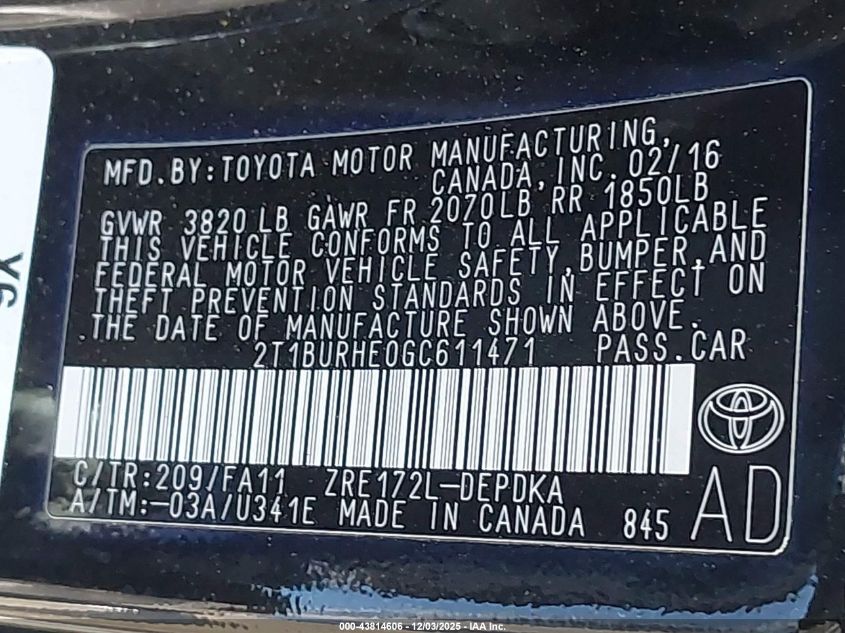 MFD.BY:TOYOTA MOTOR MANUFACTURING,
CANADA, INC. 02/16
GVWR 3820 LB GAWR FR 2070LB RR 1850LB
THIS VEHICLE CONFORMS TO ALL APPLICABLE
FEDERAL MOTOR VEHICLE SAFETY, BUMPER, AND
THEFT PREVENTION STANDARDS IN EFFECT ON
THE DATE OF MANUFACTURE SHOWN ABOVE.
2T1BURHE0GC611471 PASS.CAR
C/TR:209/FA11 ZRE172L-DEPDKA
A/TM:-03A/U341E MADE IN CANADA 845 AD
000-43814606 - 12/03/2025 - IAA Inc.